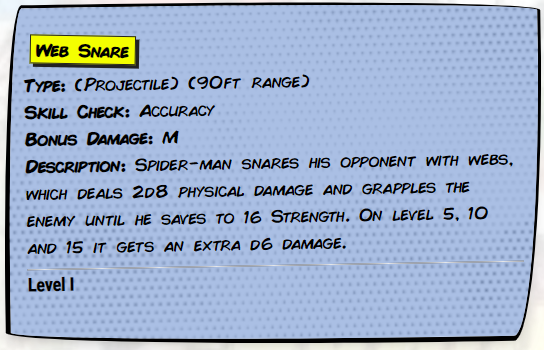 Web Snare
Type: (Projectile) (90ft range)
Skill Check: Accuracy
Bonus Damage: M
Description: Spider-man snares his opponent with webs,
which deals 2d8 physical damage and grapples the
enemy until he saves to 16 Strength. On level 5, 10
and 15 it gets an extra d6 damage.
Level I